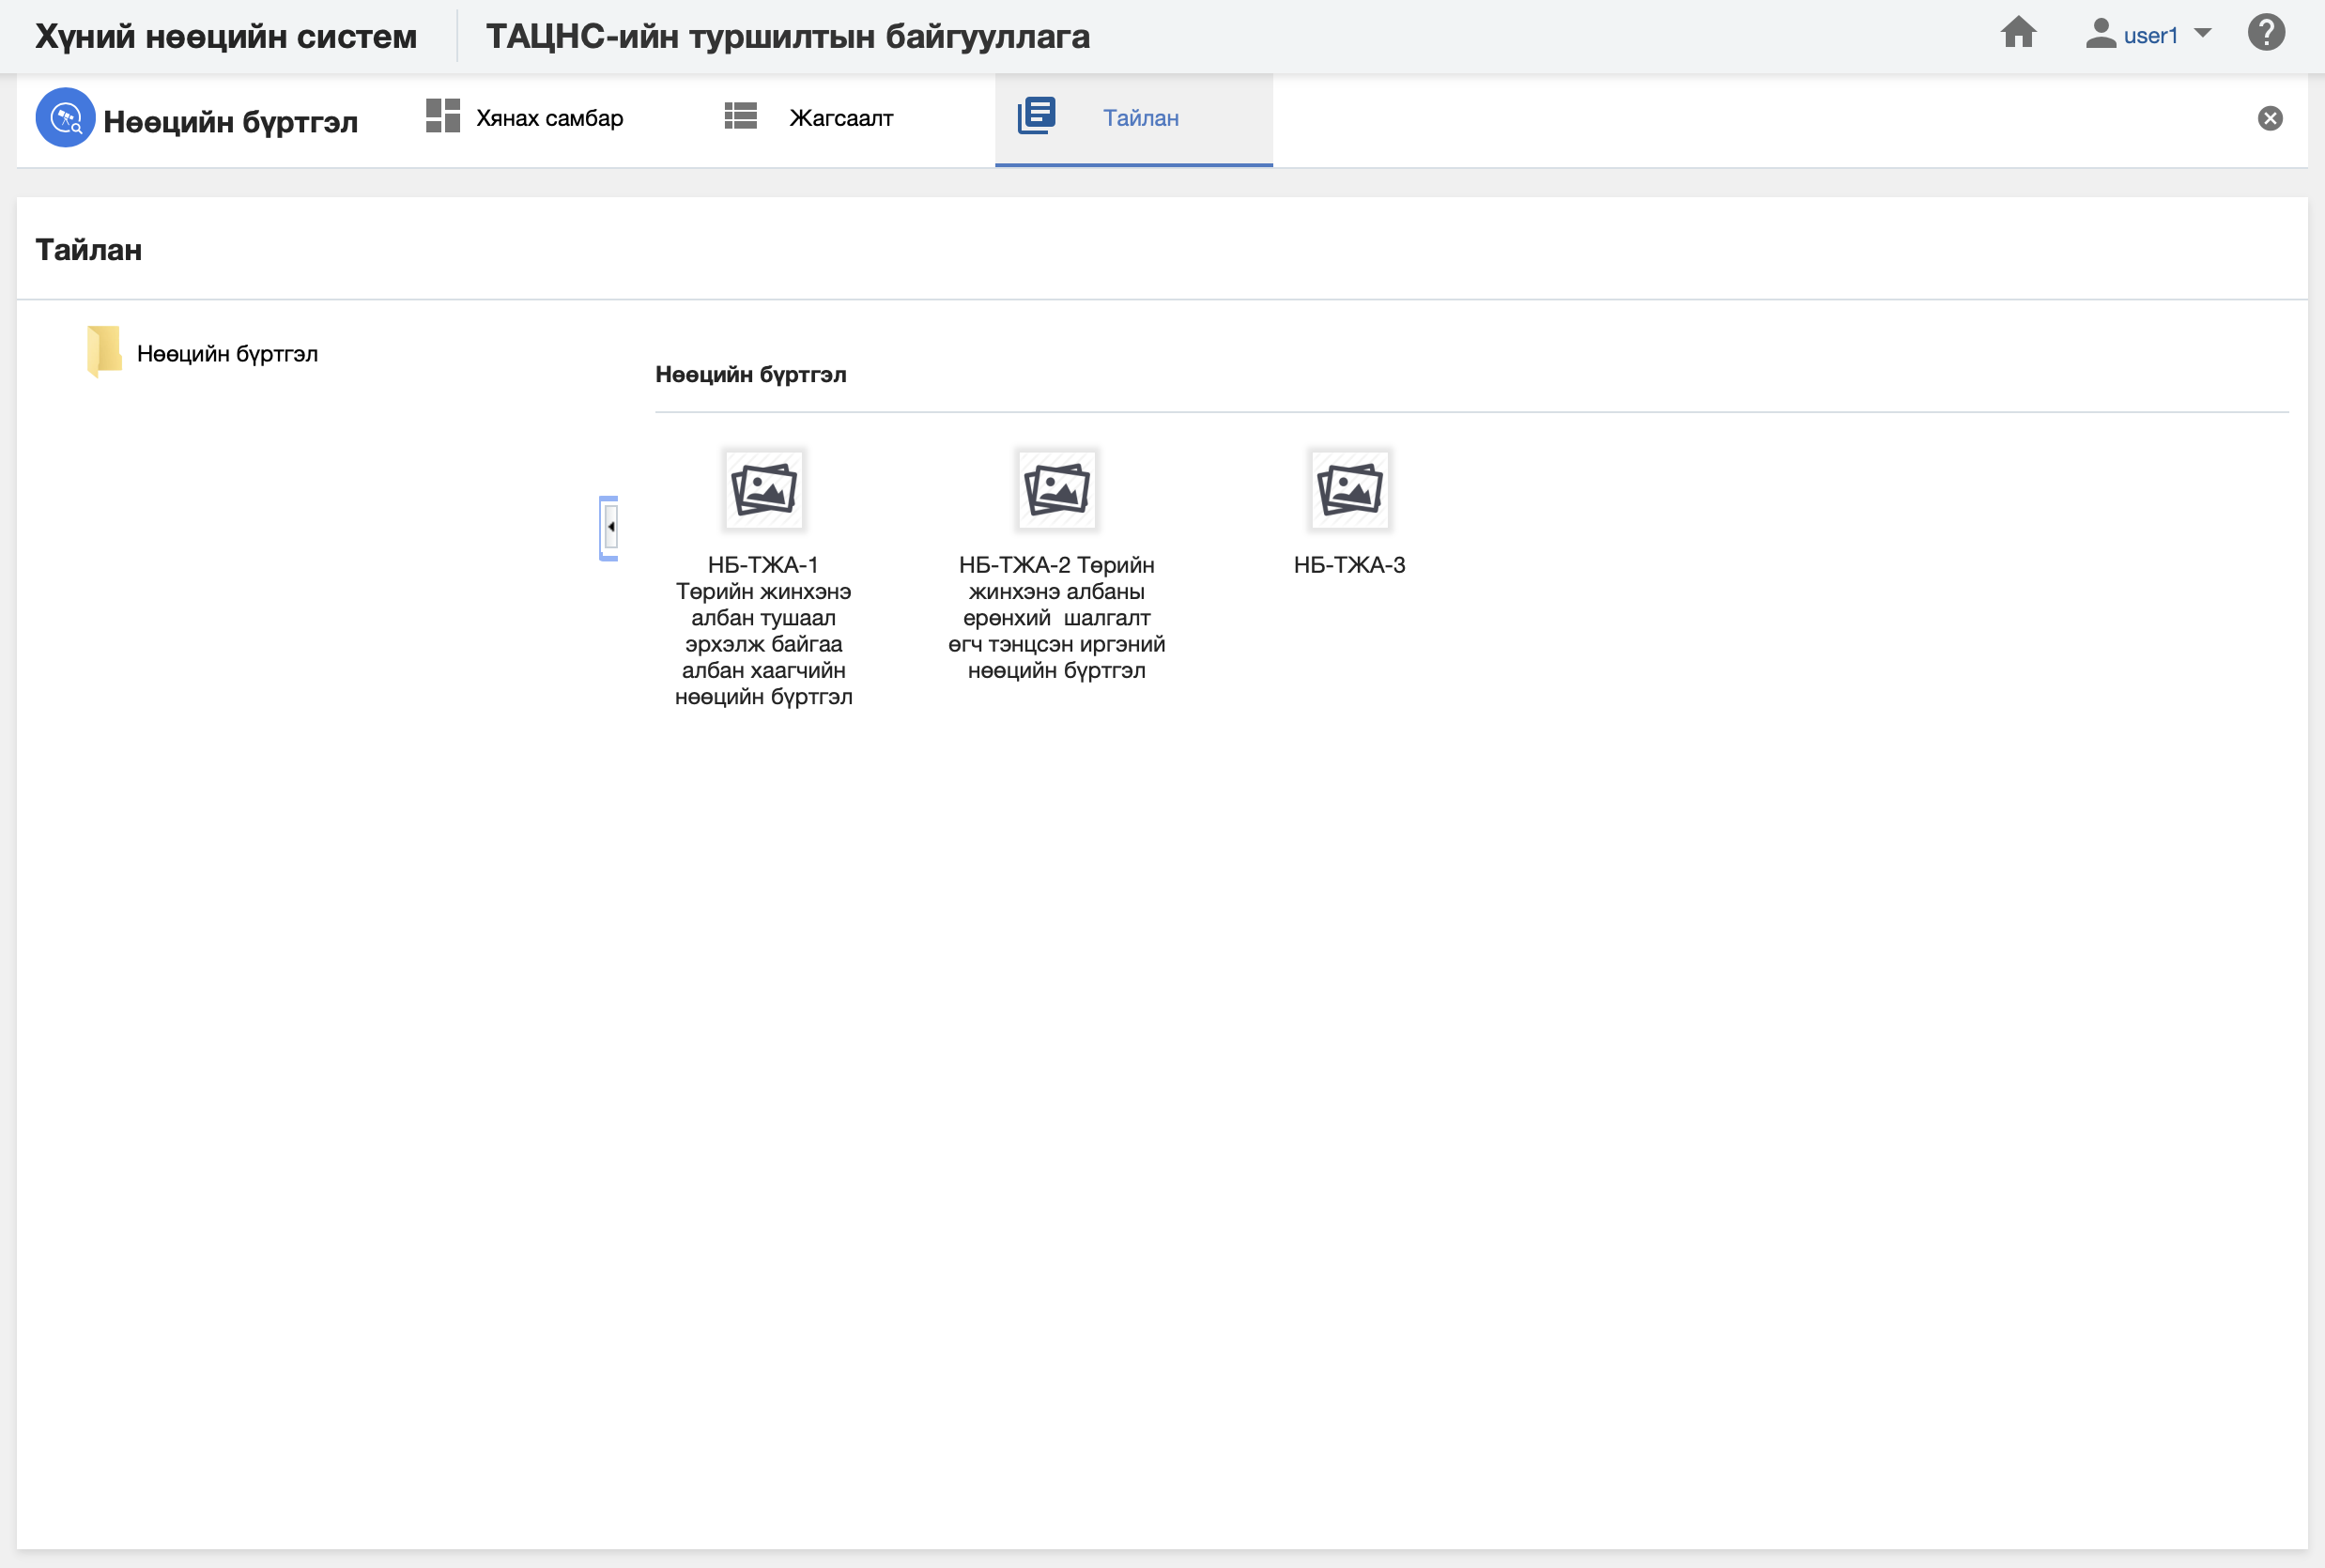 Хүний нөөцийн систем
ТАЦНС-ийн туршилтын байгууллага
user1
Нөөцийн бүртгэл
Хянах самбар
Жагсаалт
Тайлан
Тайлан
Нөөцийн бүртгэл
Нөөцийн бүртгэл
НБ-ТЖА-1
Төрийн жинхэнэ
албан тушаал
эрхэлж байгаа
албан хаагчийн
нөөцийн бүртгэл
НБ-ТЖА-2 Төрийн
жинхэнэ албаны
ерөнхий  шалгалт
өгч тэнцсэн иргэний
нөөцийн бүртгэл
НБ-ТЖА-3